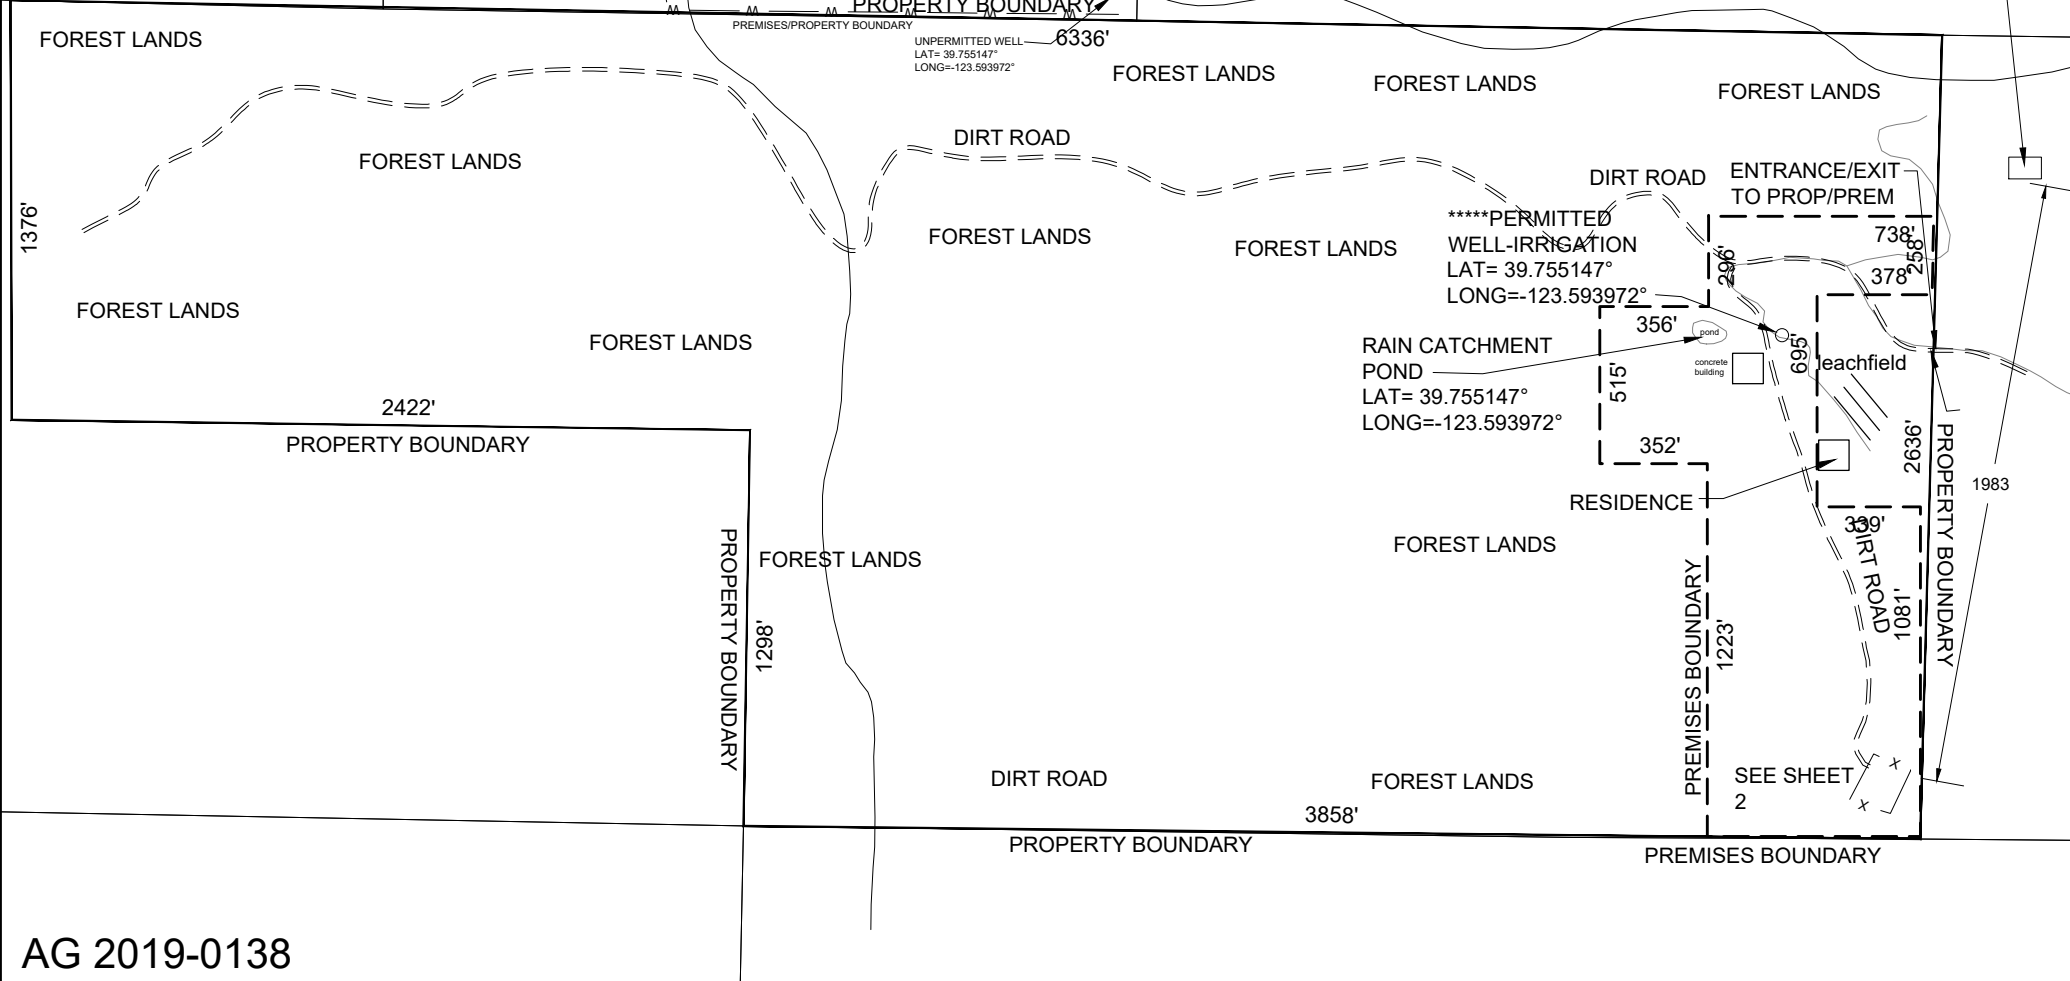 PROPERTY BOUNDARY
PREMISES/PROPERTY BOUNDARY
FOREST LANDS
UNPERMITTED WELL
LAT= 39.755147°
LONG=-123.593972°
6336'
FOREST LANDS
FOREST LANDS
FOREST LANDS
DIRT ROAD
FOREST LANDS
DIRT ROAD
ENTRANCE/EXIT
TO PROP/PREM
1376'
FOREST LANDS
FOREST LANDS
*****PERMITTED
WELL-IRRIGATION
LAT= 39.755147°
LONG=-123.593972°
738'
258'
296'
378'
FOREST LANDS
FOREST LANDS
356'
pond
RAIN CATCHMENT
POND
LAT= 39.755147°
LONG=-123.593972°
concrete
building
695'
leachfield
515'
2422'
PROPERTY BOUNDARY
352'
2636'
PROPERTY BOUNDARY
1983
RESIDENCE
339'
DIRT ROAD
1081'
FOREST LANDS
FOREST LANDS
PROPERTY BOUNDARY
1298'
PREMISES BOUNDARY
1223'
DIRT ROAD
FOREST LANDS
SEE SHEET
2
X
X
3858'
PROPERTY BOUNDARY
PREMISES BOUNDARY
AG 2019-0138